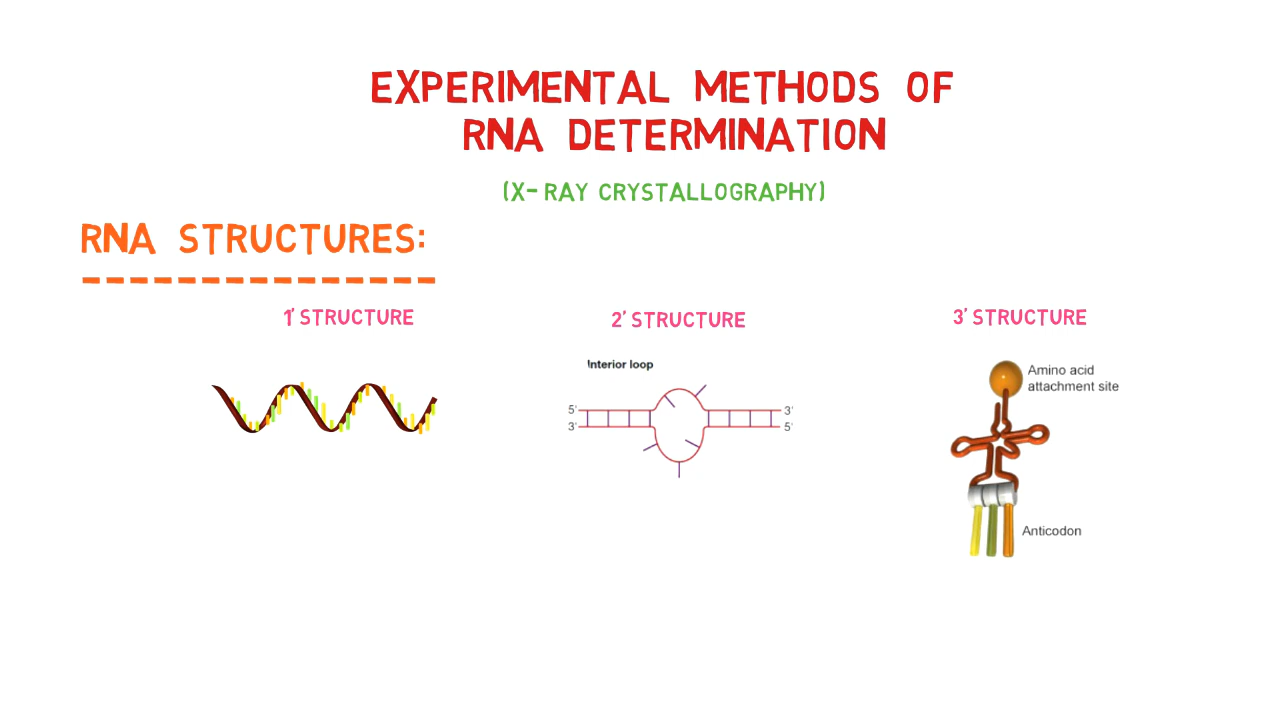 EXPERIMENTAL METHODS OF
RNA DETERMINATION
(X-RAY CRYSTALLOGRAPHY)
RNA STRUCTURES:
1' STRUCTURE
2' STRUCTURE
3' STRUCTURE
Interior loop
5'
3'
3'
5'
Amino acid
attachment site
Anticodon